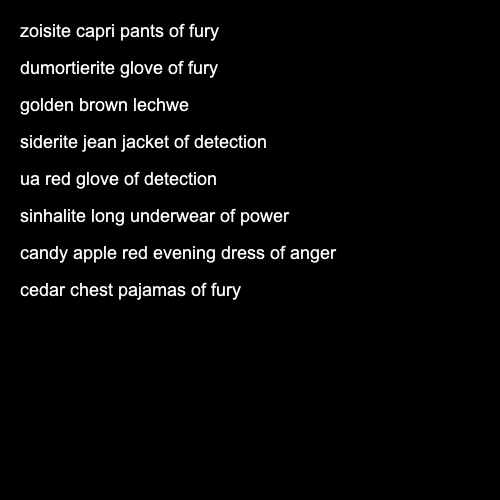 zoisite capri pants of fury
dumortierite glove of fury
golden brown lechwe
siderite jean jacket of detection
ua red glove of detection
sinhalite long underwear of power
candy apple red evening dress of anger
cedar chest pajamas of fury